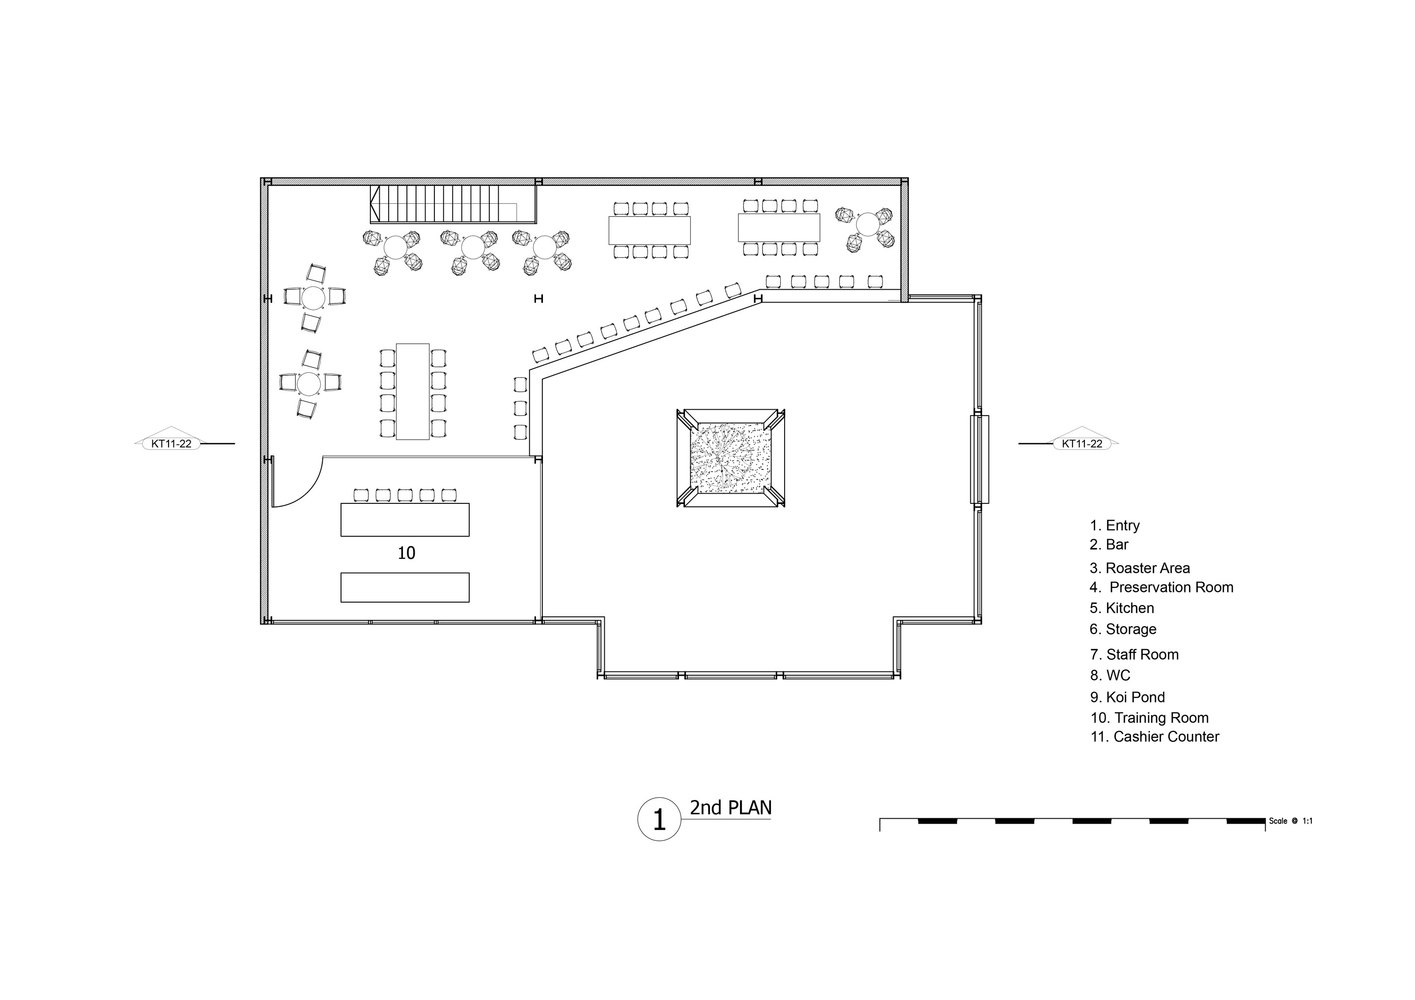 KT11-22
KT11-22
10
1. Entry
2. Bar
3. Roaster Area
4. Preservation Room
5. Kitchen
6. Storage
7. Staff Room
8. WC
9. Koi Pond
10. Training Room
11. Cashier Counter
1
2nd PLAN
Scale @ 1:1